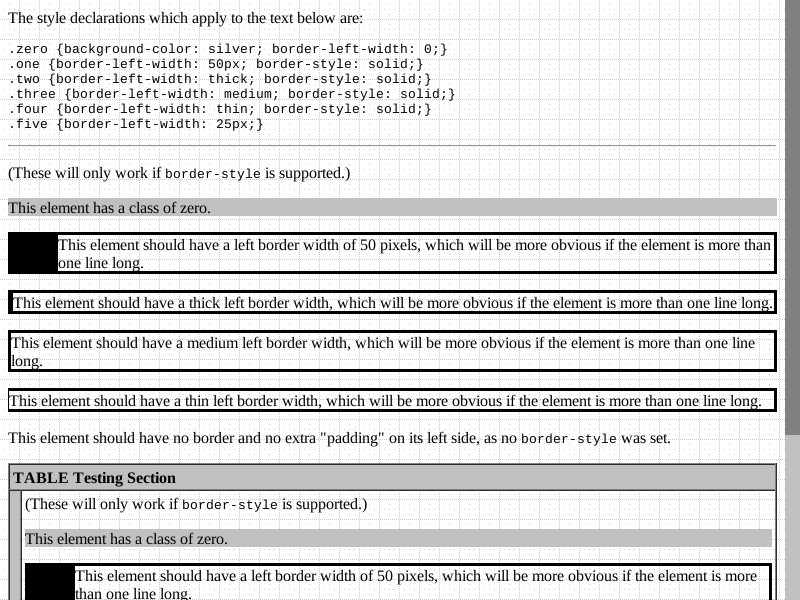 The style declarations which apply to the text below are:
.zero {background-color: silver; border-left-width: 0;}
.one {border-left-width: 50px; border-style: solid;}
.two {border-left-width: thick; border-style: solid;}
.three {border-left-width: medium; border-style: solid;}
.four {border-left-width: thin; border-style: solid;}
.five {border-left-width: 25px;}
(These will only work if border-style is supported.)
This element has a class of zero.
This element should have a left border width of 50 pixels, which will be more obvious if the element is more than
one line long.
This element should have a thick left border width, which will be more obvious if the element is more than one line long.
This element should have a medium left border width, which will be more obvious if the element is more than one line
long.
This element should have a thin left border width, which will be more obvious if the element is more than one line long.
This element should have no border and no extra "padding" on its left side, as no border-style was set.
TABLE Testing Section
(These will only work if border-style is supported.)
This element has a class of zero.
This element should have a left border width of 50 pixels, which will be more obvious if the element is more
than one line long.